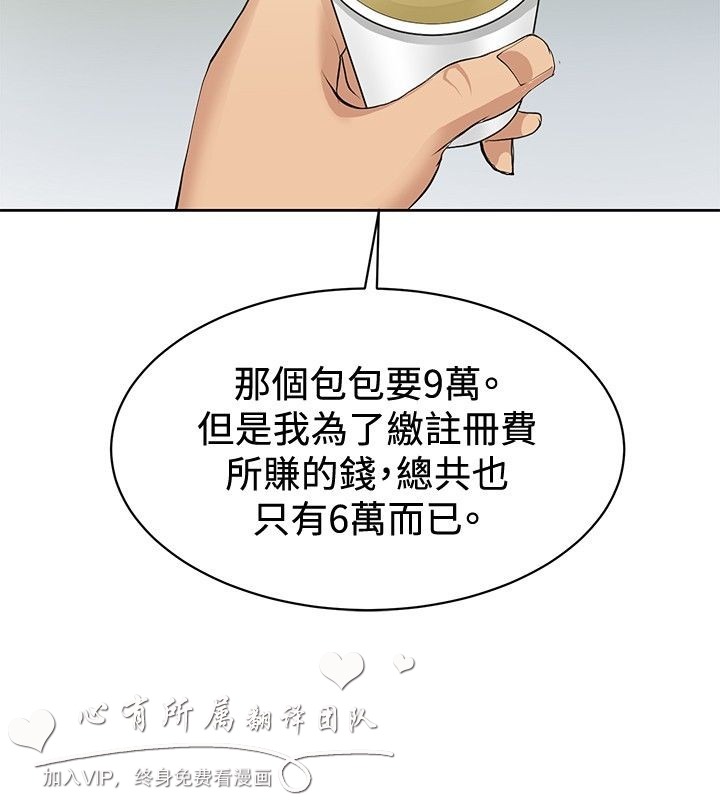 那個包包要9萬。
但是我為了繳註冊費
所賺的錢，總共也
只有6萬而已。
心有所属翻译团队
加入VIP，终身免费看漫画